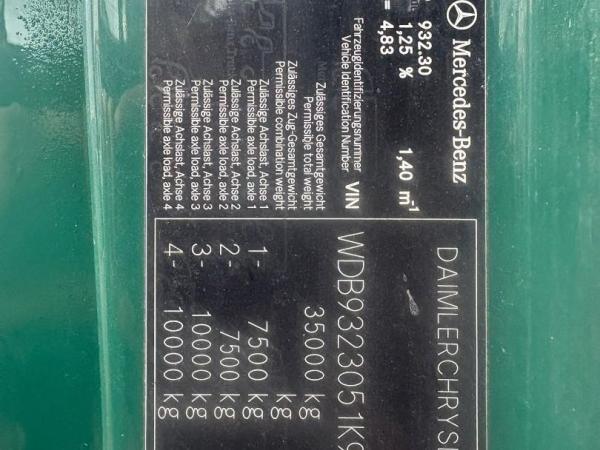 Mercedes-Benz
DAIMLERCHRYS
932.30
1,25 %
1,40 m⁻¹
= 4,83
Fahrzeugidentifizierungsnummer
Vehicle Identification Number
VIN
WDB9323051K9
Zulässiges Gesamtgewicht
Permissible total weight
35000 kg
Zulässiges Zug-Gesamtgewicht
Permissible combination weight
kg
Zulässige Achslast, Achse 1
Permissible axle load, axle 1
1- 7500 kg
Zulässige Achslast, Achse 2
Permissible axle load, axle 2
2- 7500 kg
Zulässige Achslast, Achse 3
Permissible axle load, axle 3
3- 10000 kg
Zulässige Achslast, Achse 4
Permissible axle load, axle 4
4- 10000 kg